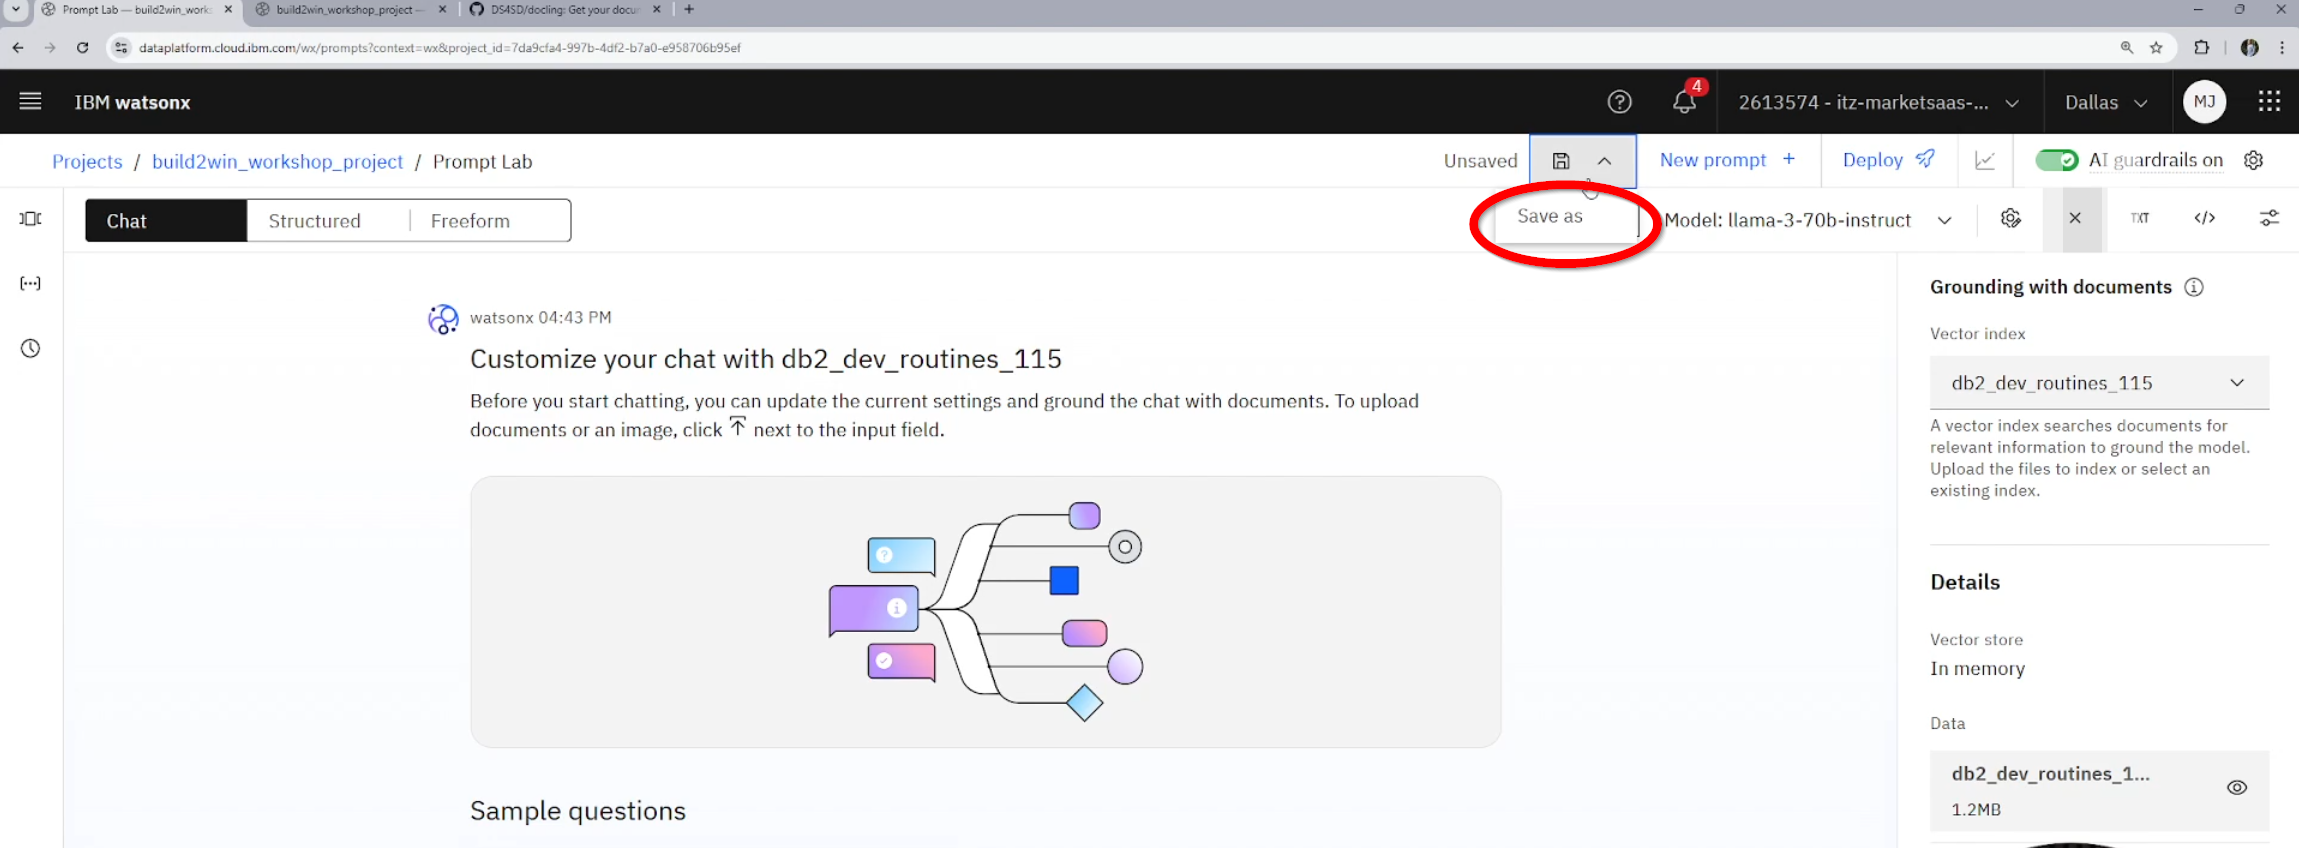 Prompt Lab — build2win_works
build2win_workshop_project —
DS4SD/docling: Get your docum
dataplatform.cloud.ibm.com/wx/prompts?context=wx&project_id=7da9cfa4-997b-4df2-b7a0-e958706b95ef
IBM watsonx
4
2613574 - itz-marketsaas-...
Dallas
MJ
Projects / build2win_workshop_project / Prompt Lab
Unsaved
New prompt +
Deploy
AI guardrails on
Chat
Structured
Freeform
Save as
Model: llama-3-70b-instruct
TXT
</>
watsonx 04:43 PM
Customize your chat with db2_dev_routines_115
Before you start chatting, you can update the current settings and ground the chat with documents. To upload
documents or an image, click next to the input field.
Sample questions
Grounding with documents
Vector index
db2_dev_routines_115
A vector index searches documents for
relevant information to ground the model.
Upload the files to index or select an
existing index.
Details
Vector store
In memory
Data
db2_dev_routines_1...
1.2MB